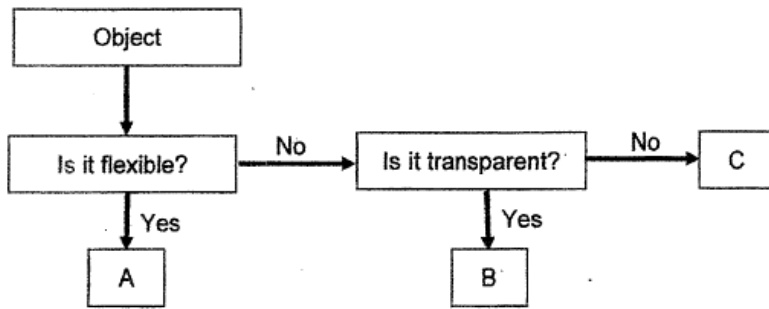 Object
Is it flexible?
No
Is it transparent?
No
C
Yes
Yes
A
B